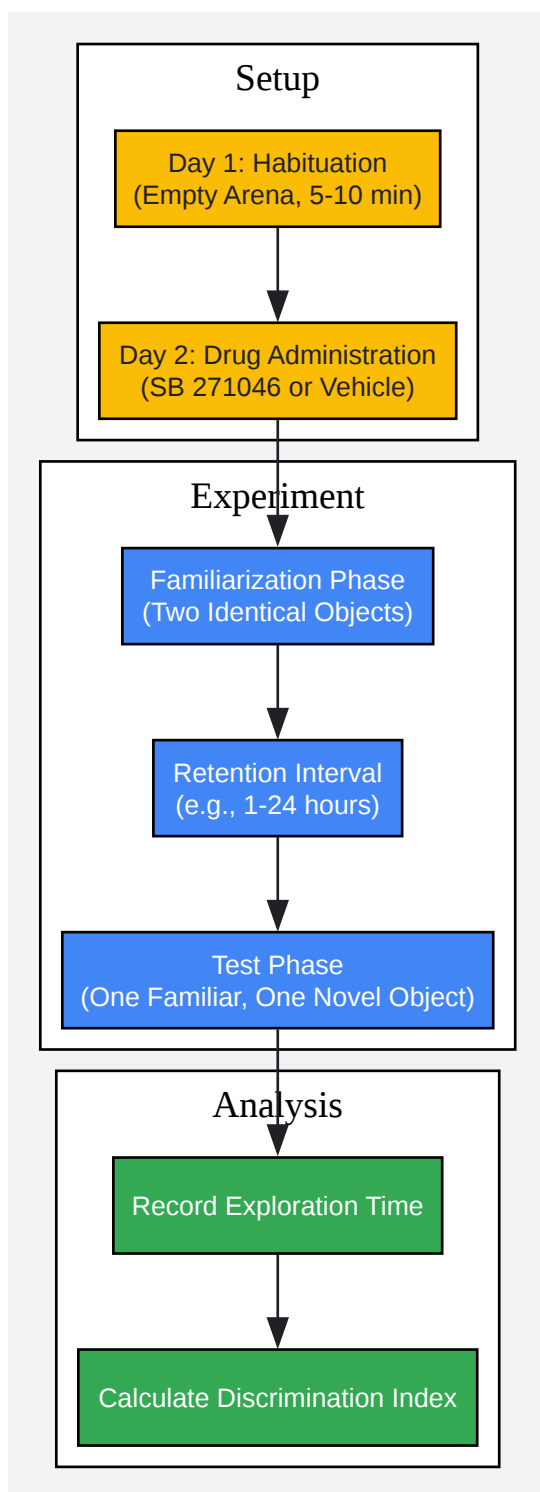 Setup
Day 1: Habituation
(Empty Arena, 5-10 min)
Day 2: Drug Administration
(SB 271046 or Vehicle)
Experiment
Familiarization Phase
(Two Identical Objects)
Retention Interval
(e.g., 1-24 hours)
Test Phase
(One Familiar, One Novel Object)
Analysis
Record Exploration Time
Calculate Discrimination Index